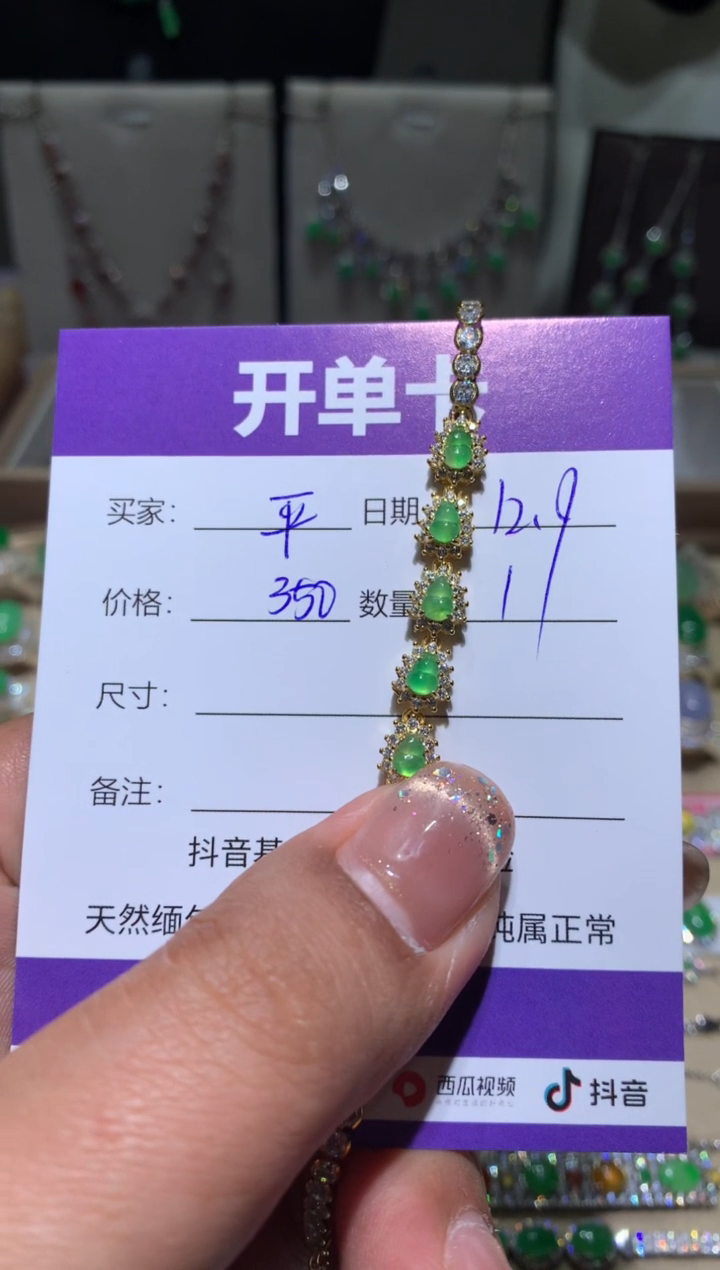 开单卡
买家: 平 日期 12.9
价格: 350 数量 1
尺寸:
备注:
抖音基
天然缅 纯属正常
西瓜视频 抖音